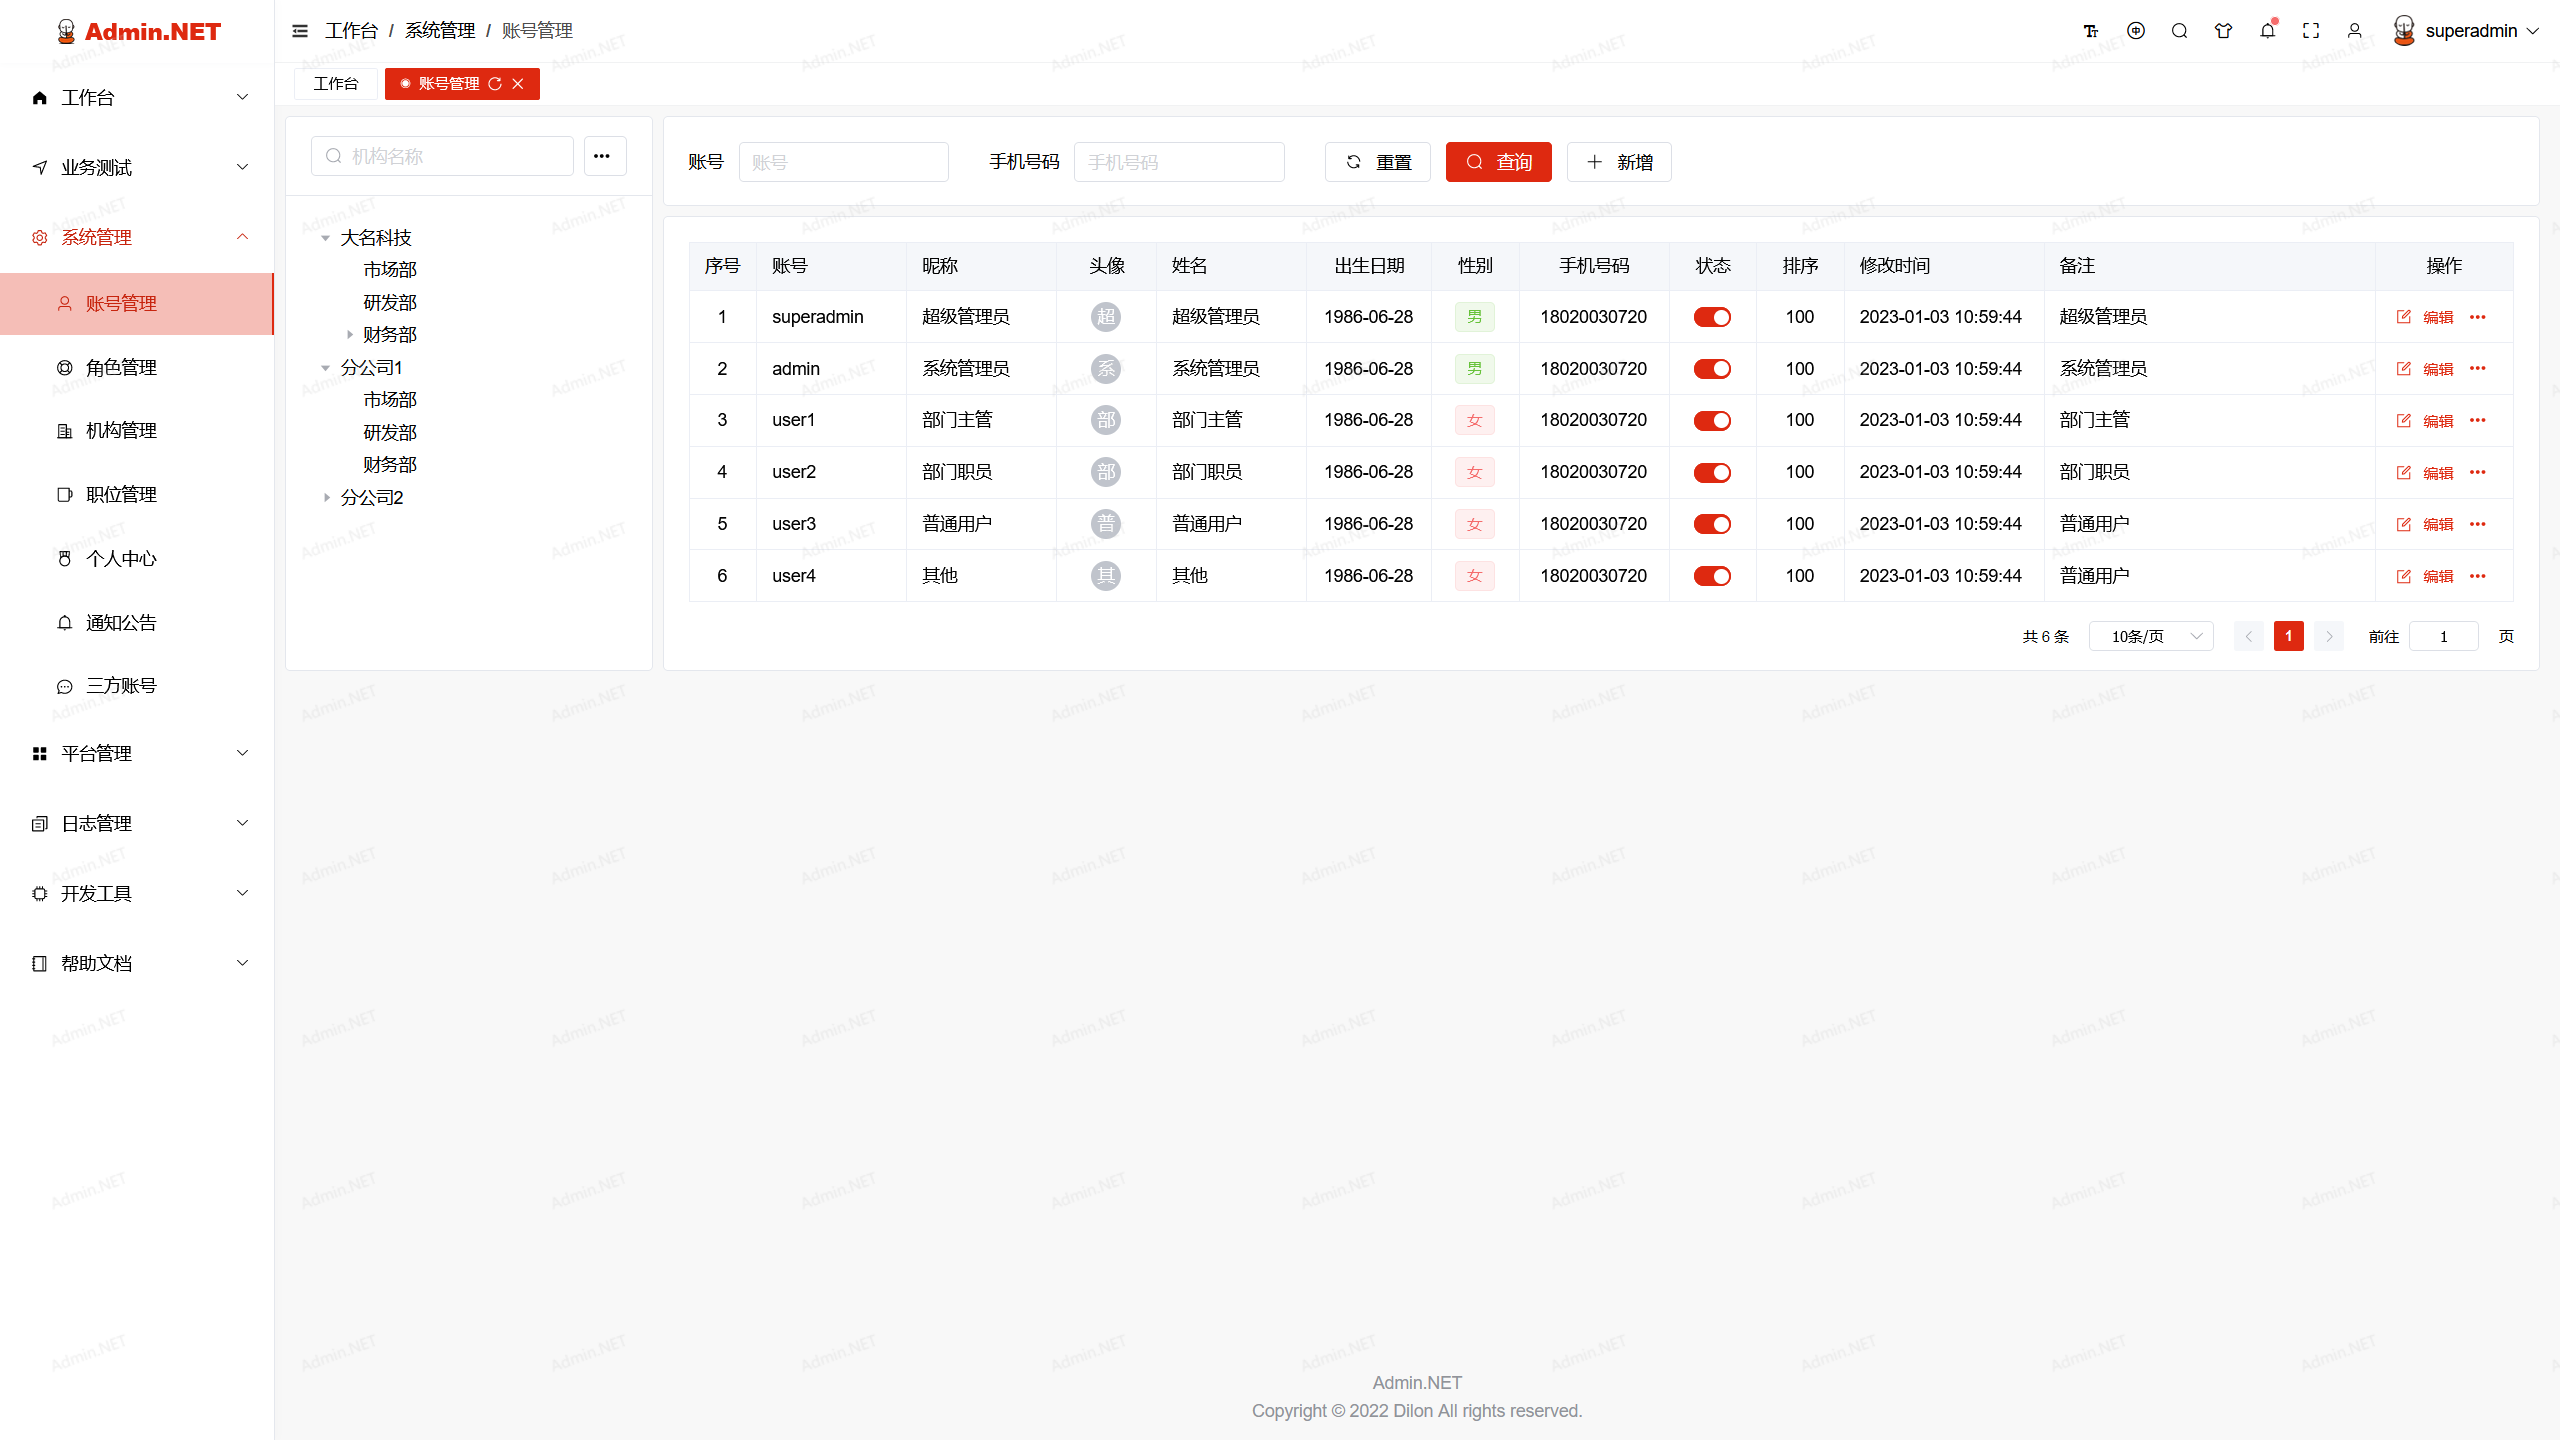 Admin.NET
工作台 / 系统管理 / 账号管理
superadmin
工作台
账号管理
工作台
业务测试
系统管理
账号管理
角色管理
机构管理
职位管理
个人中心
通知公告
三方账号
平台管理
日志管理
开发工具
帮助文档
机构名称
大名科技
市场部
研发部
财务部
分公司1
市场部
研发部
财务部
分公司2
账号 账号 手机号码 手机号码 重置 查询 新增
序号 账号 昵称 头像 姓名 出生日期 性别 手机号码 状态 排序 修改时间 备注 操作
1 superadmin 超级管理员 超 超级管理员 1986-06-28 男 18020030720 100 2023-01-03 10:59:44 超级管理员 编辑
2 admin 系统管理员 系 系统管理员 1986-06-28 男 18020030720 100 2023-01-03 10:59:44 系统管理员 编辑
3 user1 部门主管 部 部门主管 1986-06-28 女 18020030720 100 2023-01-03 10:59:44 部门主管 编辑
4 user2 部门职员 部 部门职员 1986-06-28 女 18020030720 100 2023-01-03 10:59:44 部门职员 编辑
5 user3 普通用户 普 普通用户 1986-06-28 女 18020030720 100 2023-01-03 10:59:44 普通用户 编辑
6 user4 其他 其 其他 1986-06-28 女 18020030720 100 2023-01-03 10:59:44 普通用户 编辑
共 6 条 10条/页 1 前往 1 页
Admin.NET
Copyright © 2022 Dilon All rights reserved.